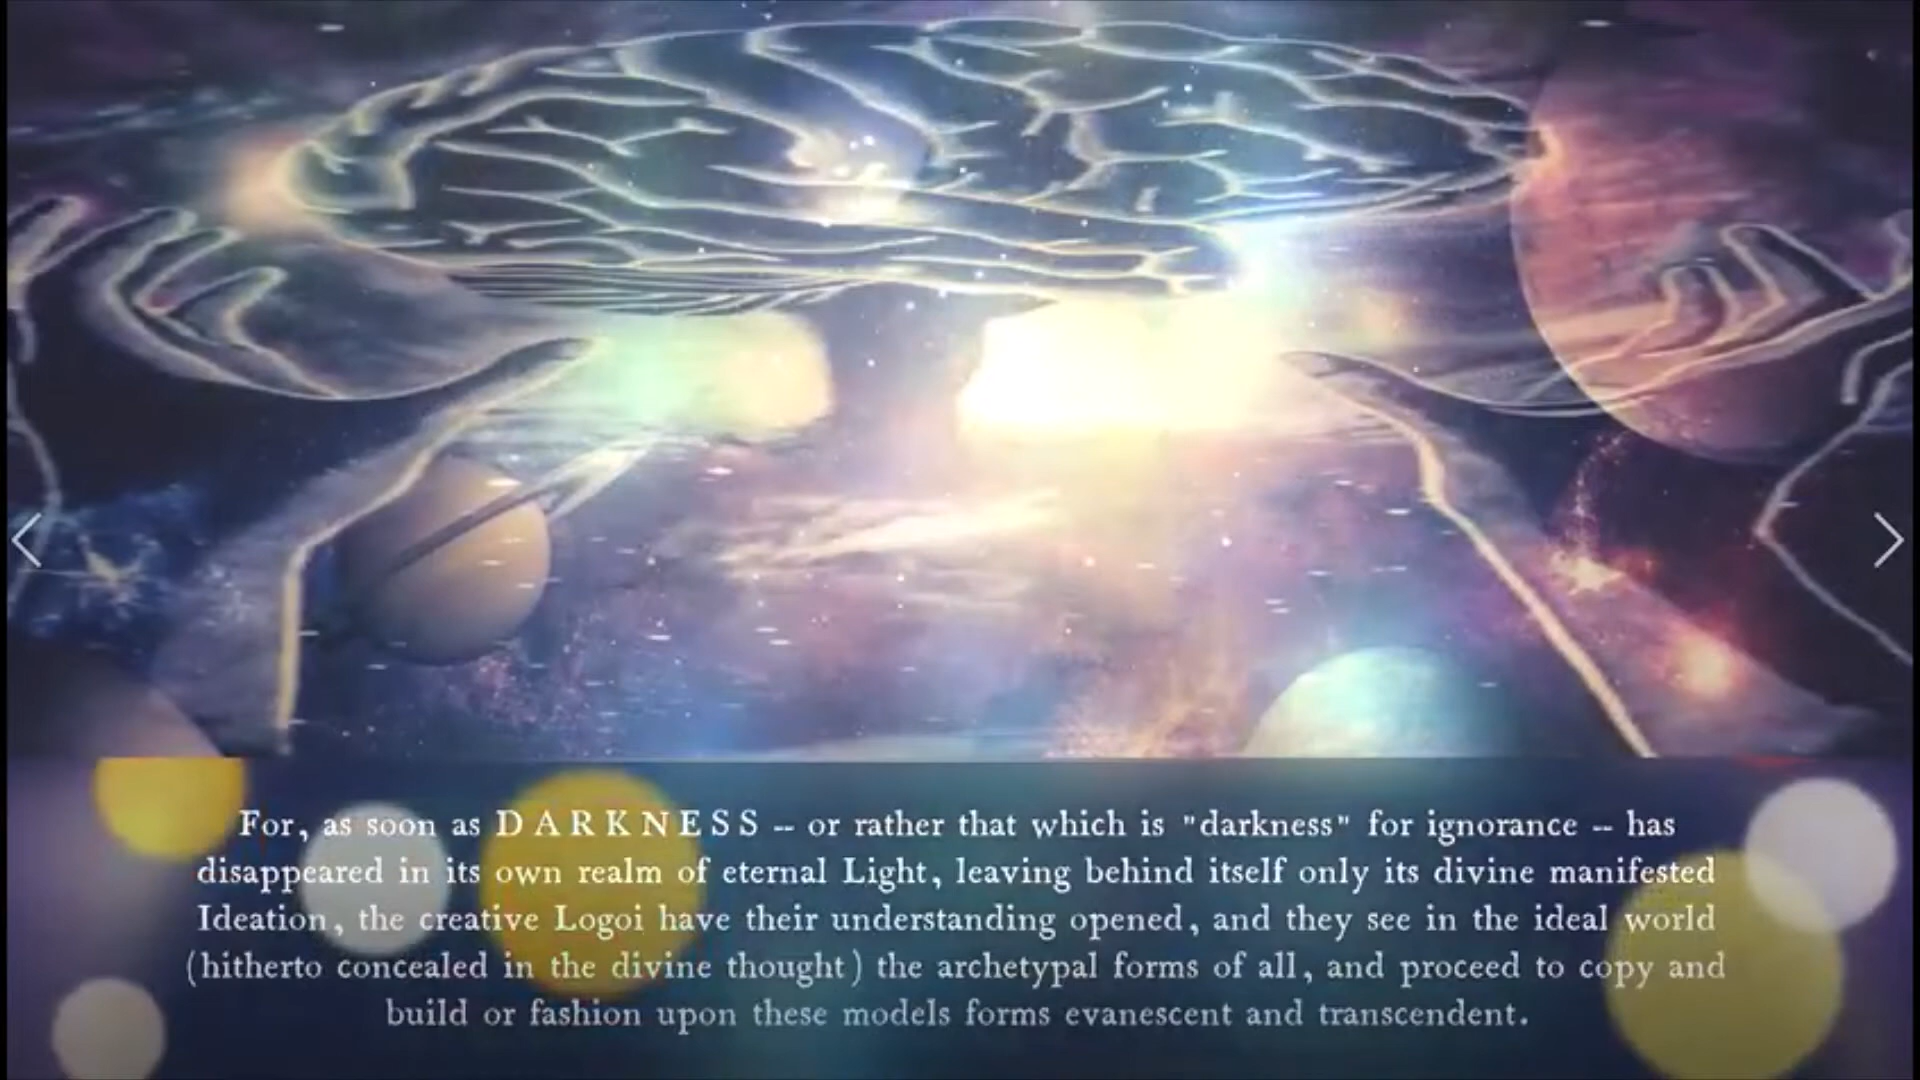 For, as soon as DARKNESS -- or rather that which is "darkness" for ignorance -- has
disappeared in its own realm of eternal Light, leaving behind itself only its divine manifested
Ideation, the creative Logoi have their understanding opened, and they see in the ideal world
(hitherto concealed in the divine thought) the archetypal forms of all, and proceed to copy and
build or fashion upon these models forms evanescent and transcendent.